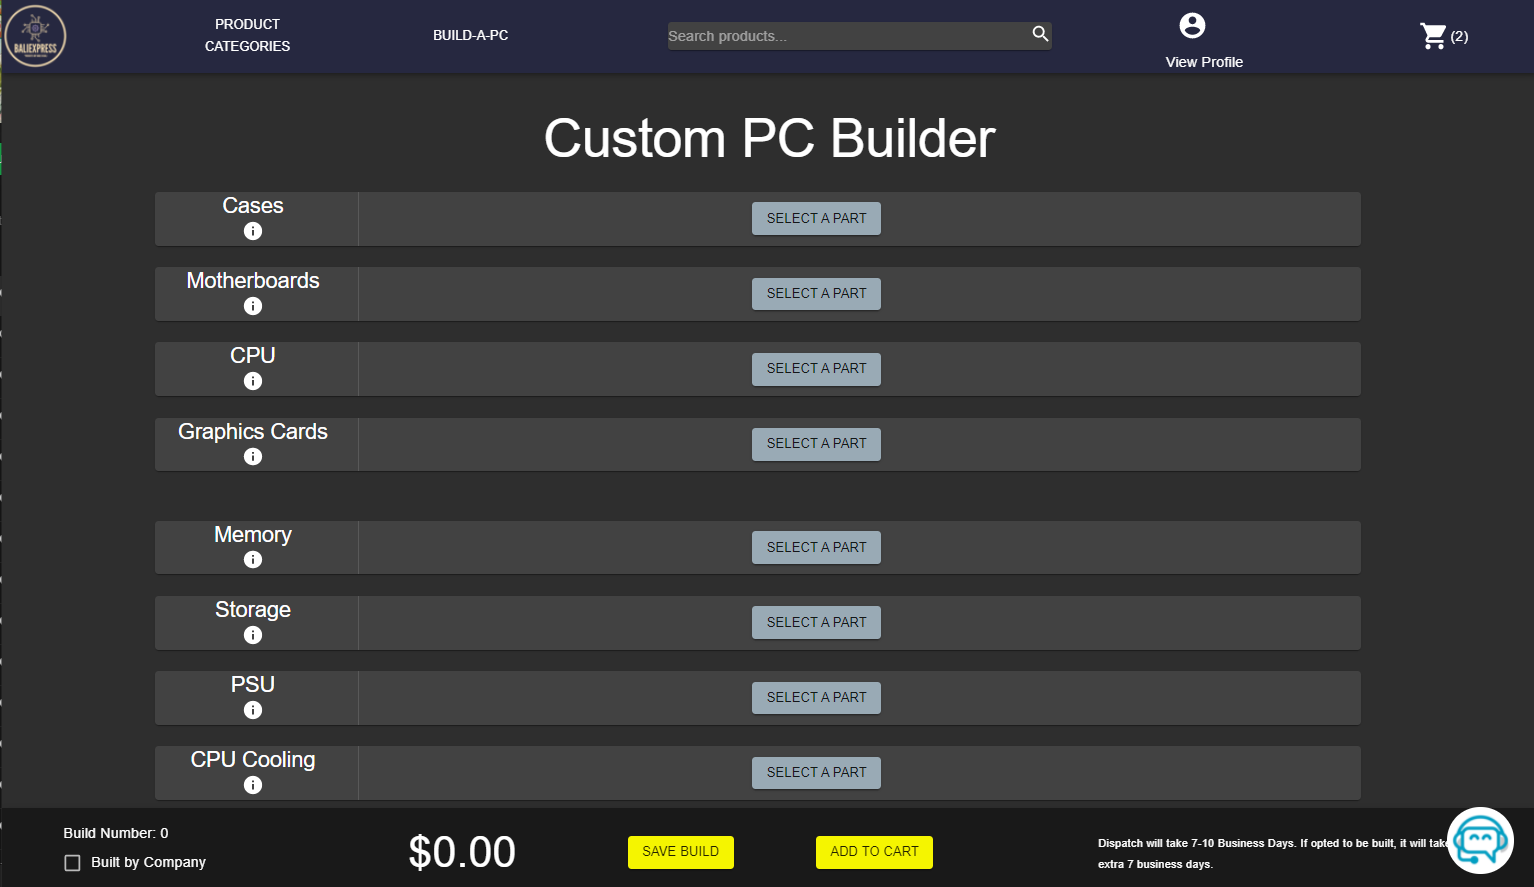 BALIEXPRESS
PRODUCT
CATEGORIES
BUILD-A-PC
Search products...
View Profile
(2)
Custom PC Builder
Cases
SELECT A PART
Motherboards
SELECT A PART
CPU
SELECT A PART
Graphics Cards
SELECT A PART
Memory
SELECT A PART
Storage
SELECT A PART
PSU
SELECT A PART
CPU Cooling
SELECT A PART
Build Number: 0
Built by Company
$0.00
SAVE BUILD
ADD TO CART
Dispatch will take 7-10 Business Days. If opted to be built, it will
extra 7 business days.